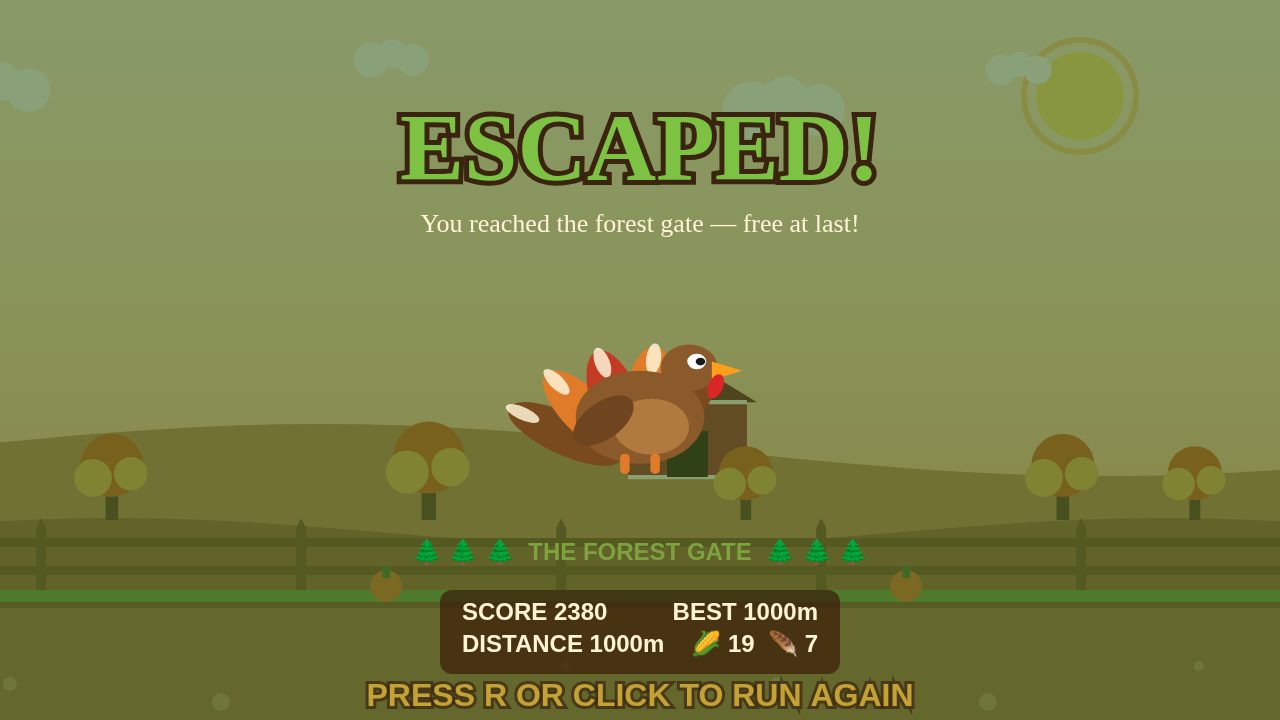 ESCAPED!
You reached the forest gate — free at last!
🌲 🌲 🌲 THE FOREST GATE 🌲 🌲 🌲
SCORE 2380 BEST 1000m
DISTANCE 1000m 🌽 19 🪶 7
PRESS R OR CLICK TO RUN AGAIN